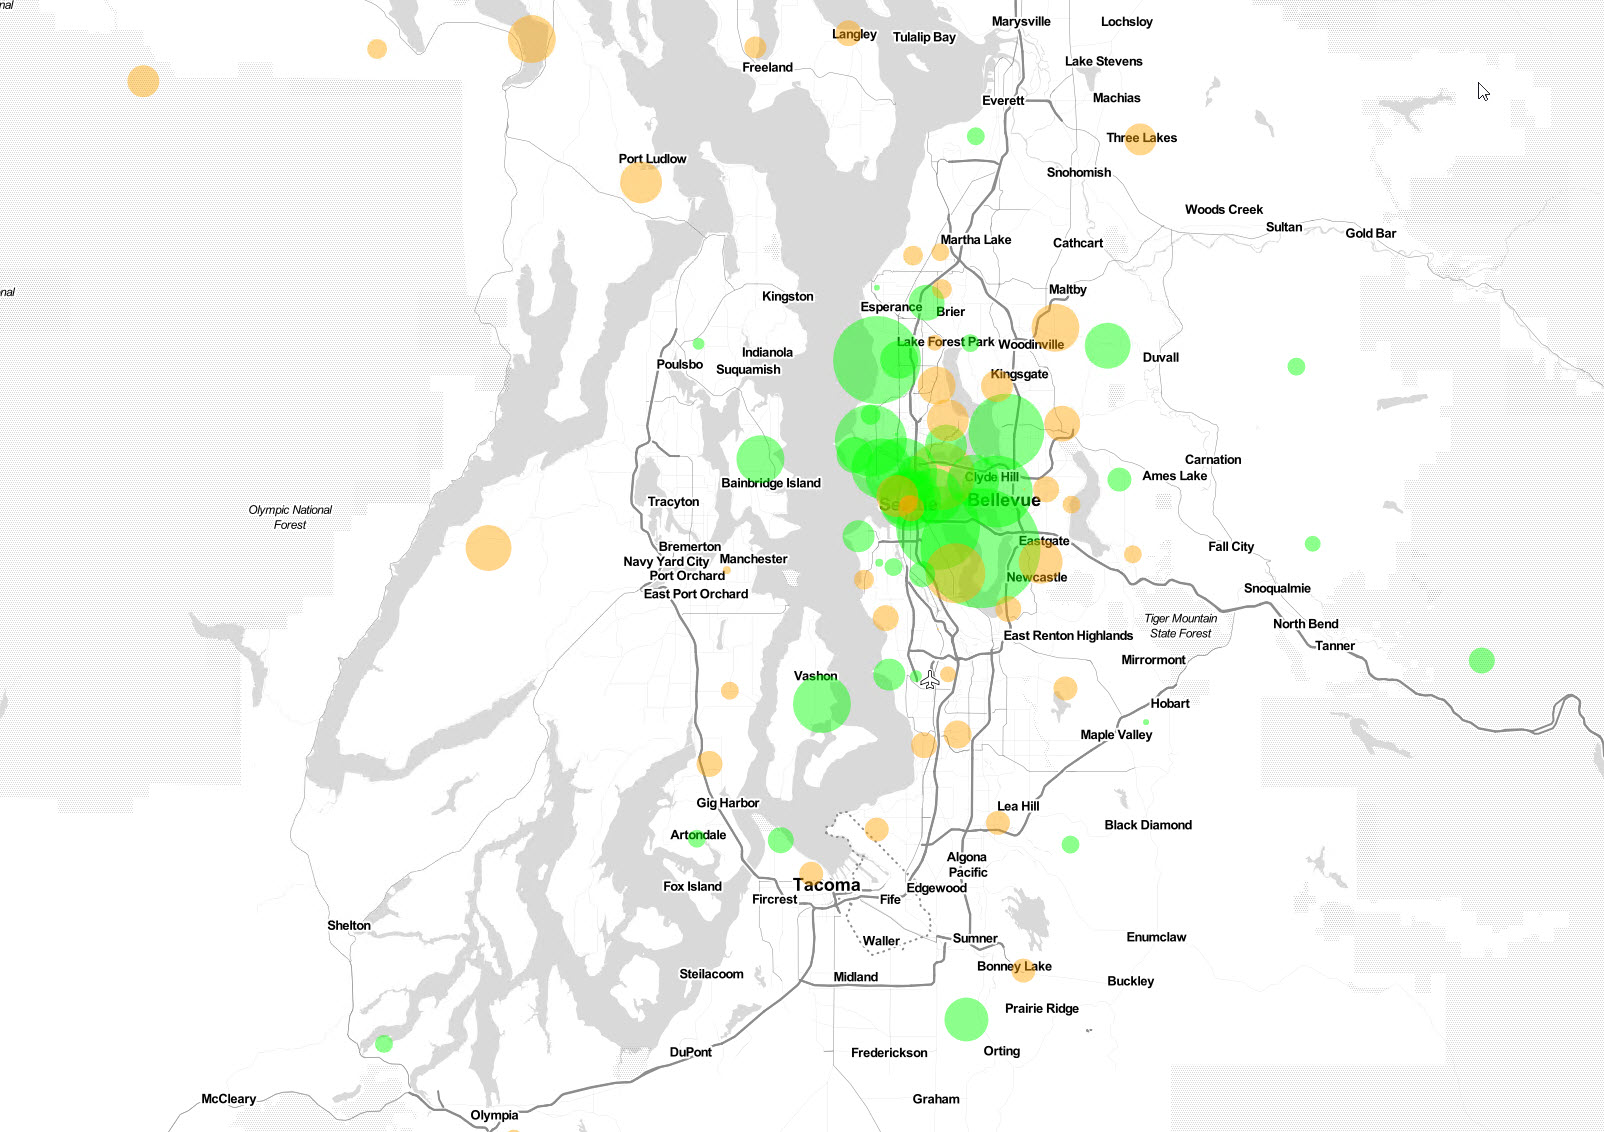 nal
Marysville
Lochsloy
Langley
Tulalip Bay
Freeland
Lake Stevens
Everett
Machias
Three Lakes
Port Ludlow
Snohomish
Woods Creek
Sultan
Gold Bar
Martha Lake
Cathcart
nal
Kingston
Maltby
Esperance
Brier
Lake Forest Park
Woodinville
Indianola
Duvall
Poulsbo
Suquamish
Kingsgate
Carnation
Ames Lake
Bainbridge Island
Clyde Hill
Tracyton
Seattle
Bellevue
Olympic National
Forest
Bremerton
Eastgate
Fall City
Navy Yard City
Manchester
Port Orchard
Newcastle
East Port Orchard
Snoqualmie
Tiger Mountain
State Forest
North Bend
East Renton Highlands
Tanner
Mirrormont
Vashon
Hobart
Maple Valley
Gig Harbor
Lea Hill
Artondale
Black Diamond
Algona
Pacific
Fox Island
Tacoma
Edgewood
Fircrest
Fife
Shelton
Waller
Sumner
Enumclaw
Bonney Lake
Steilacoom
Midland
Buckley
Prairie Ridge
DuPont
Frederickson
Orting
McCleary
Graham
Olympia